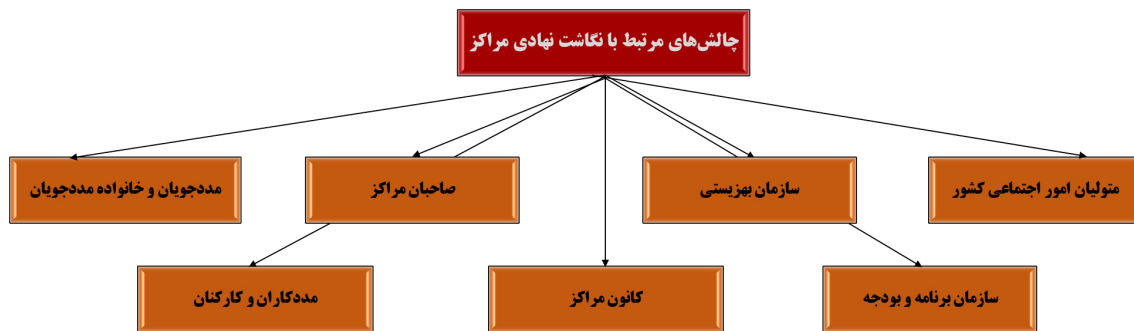 چالش‌های مرتبط با نگاشت نهادی مراکز
متولیان امور اجتماعی کشور
سازمان بهزیستی
صاحبان مراکز
مددجویان و خانواده مددجویان
سازمان برنامه و بودجه
کانون مراکز
مددکاران و کارکنان